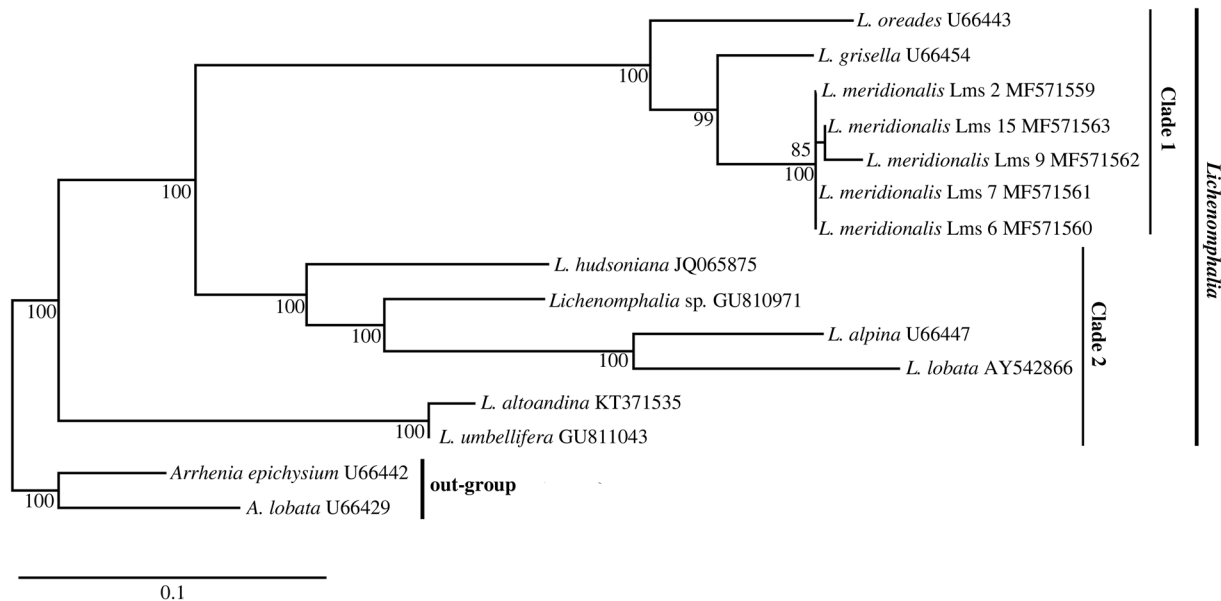 L. oreades U66443
L. grisella U66454
L. meridionalis Lms 2 MF571559
L. meridionalis Lms 15 MF571563
L. meridionalis Lms 9 MF571562
L. meridionalis Lms 7 MF571561
L. meridionalis Lms 6 MF571560
L. hudsoniana JQ065875
Lichenomphalia sp. GU810971
L. alpina U66447
L. lobata AY542866
L. altoandina KT371535
L. umbellifera GU811043
Arrhenia epichysium U66442
A. lobata U66429
100
99
85
100
100
100
100
100
100
100
100
Clade 1
Clade 2
Lichenomphalia
out-group
0.1